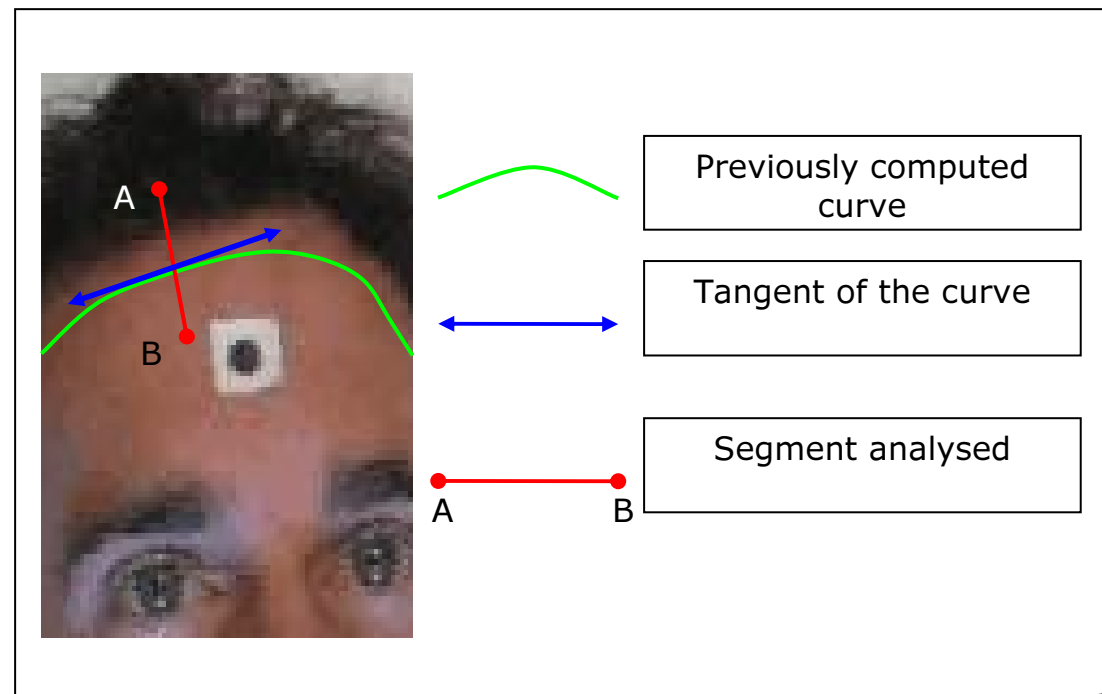 A
B
Previously computed
curve
Tangent of the curve
Segment analysed
A B